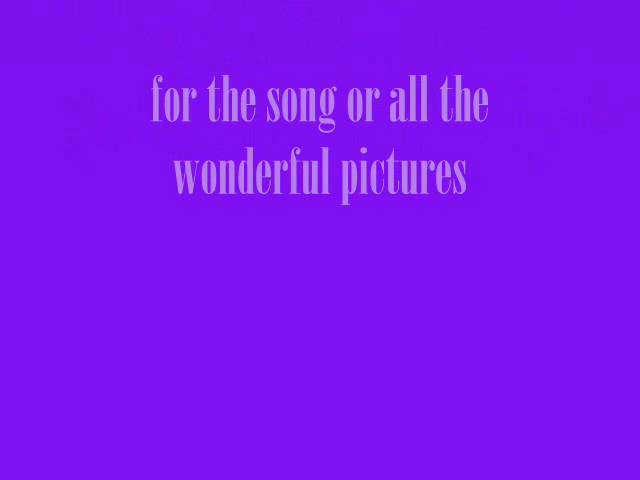 for the song or all the
wonderful pictures